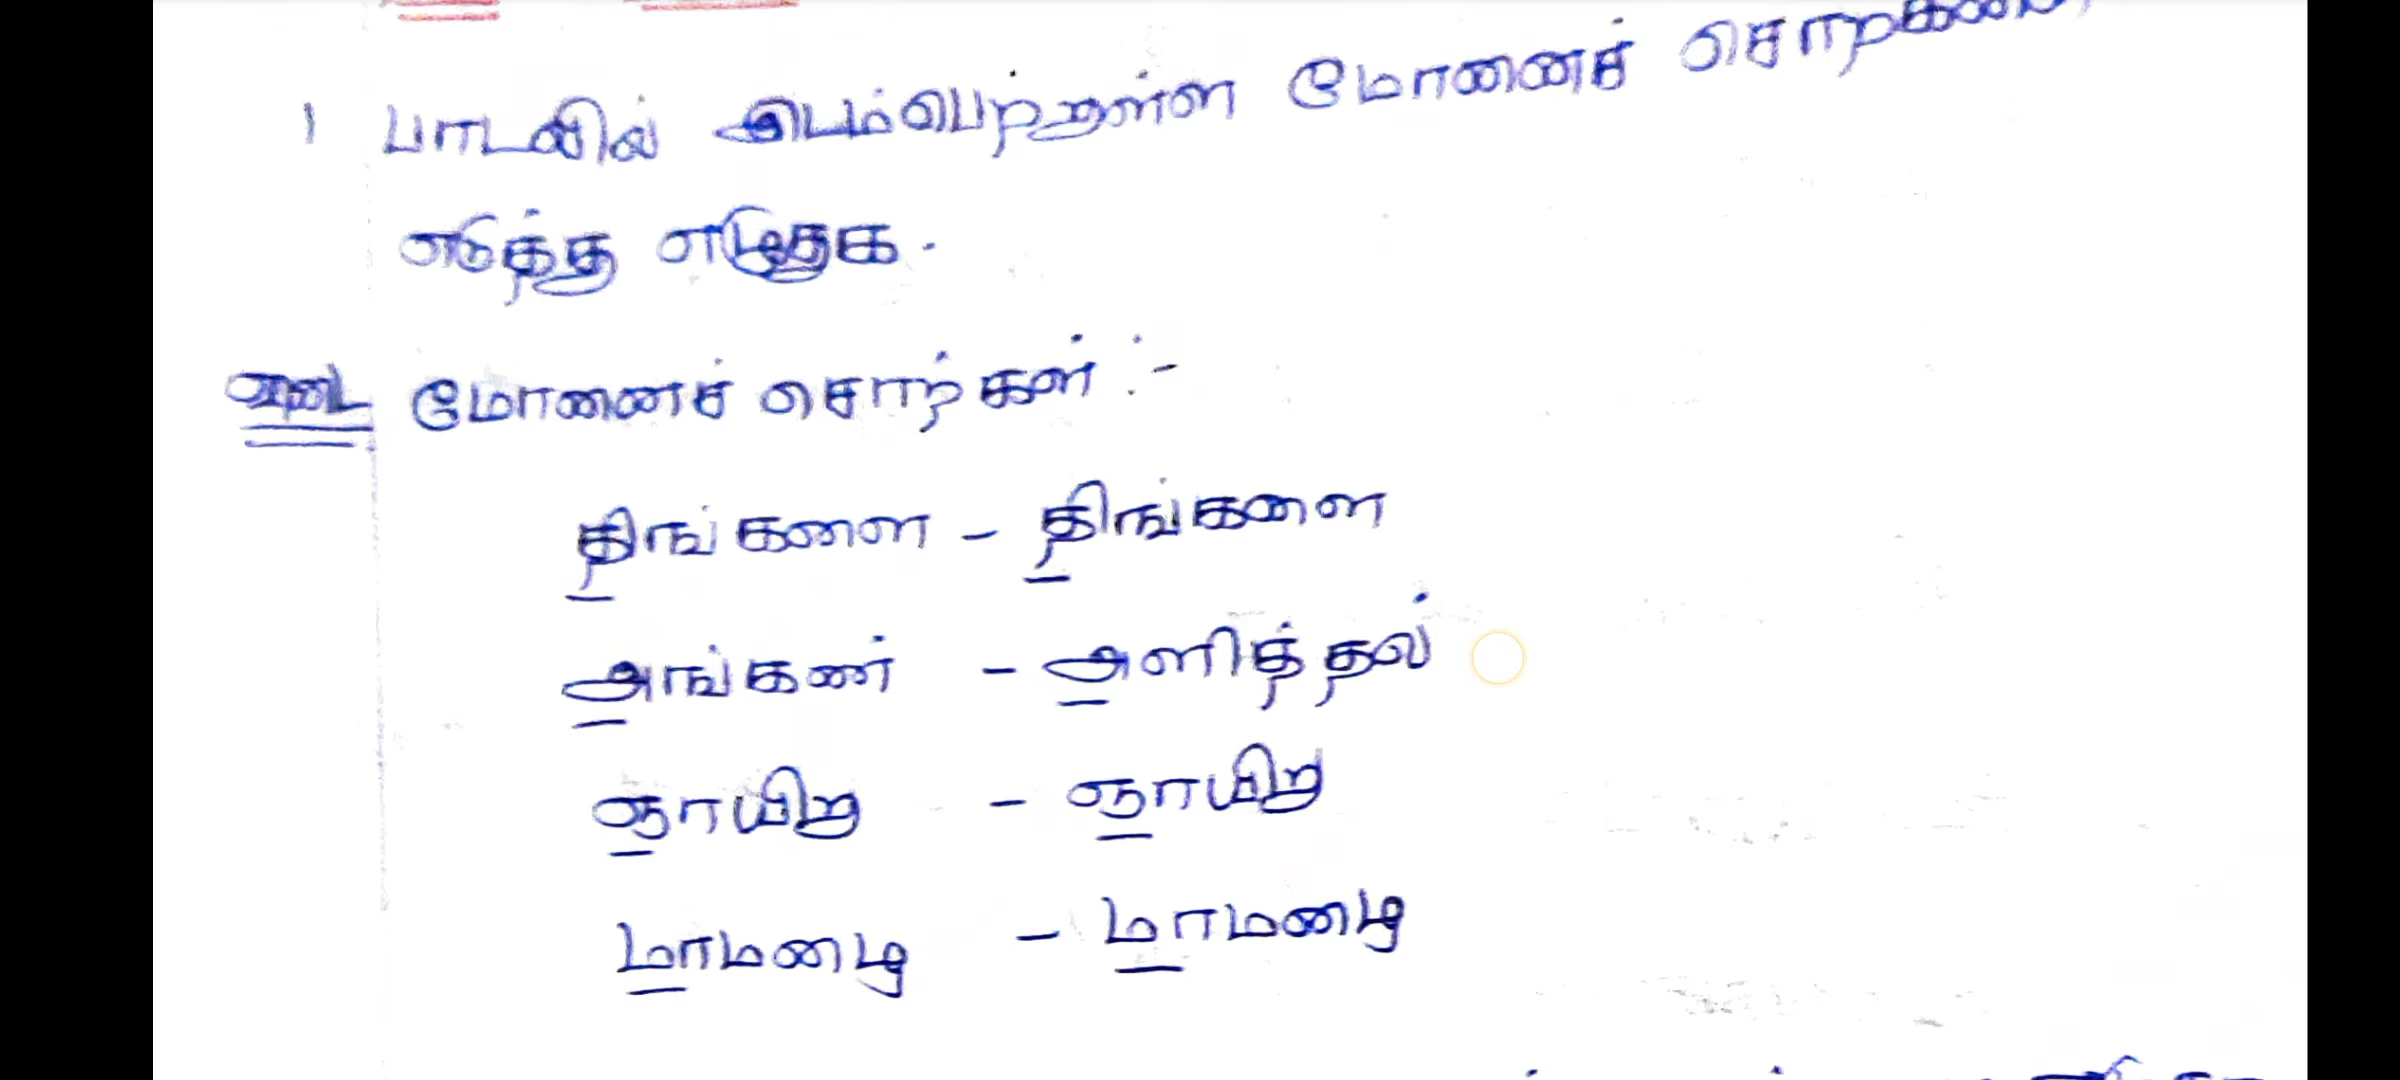 1 பாடலில் இடம்பெற்றுள்ள மோனைச் சொற்களை
எடுத்து எழுதுக.
விடை மோனைச் சொற்கள் :-
திங்களை - திங்களை
அங்கண் - அளித்தல்
ஞாயிறு - ஞாயிறு
மாமழை - மாமழை